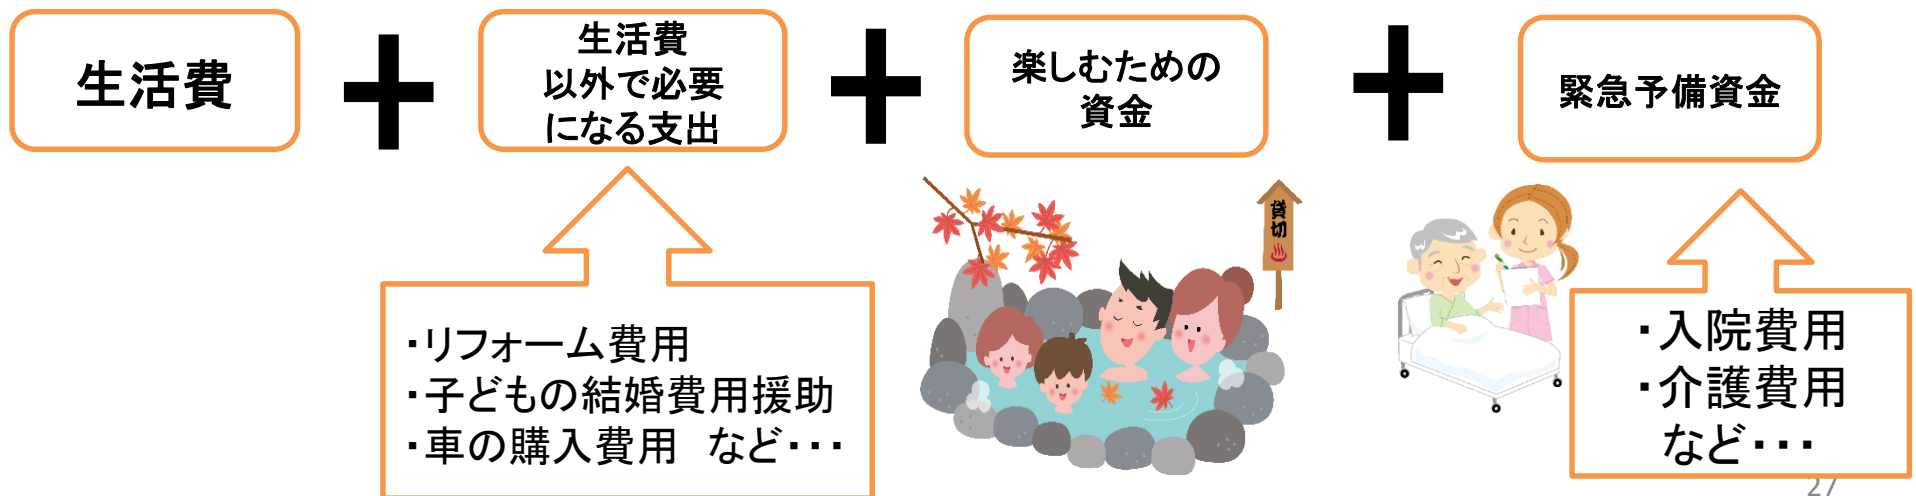 生活費
生活費
以外で必要
になる支出
楽しむための
資金
緊急予備資金
貸切
・リフォーム費用
・子どもの結婚費用援助
・車の購入費用　など・・・
・入院費用
・介護費用
など・・・
27